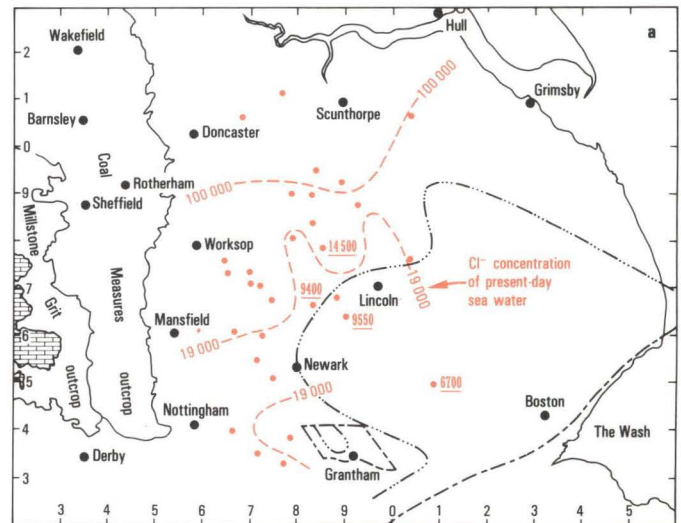 a
Wakefield
Hull
Barnsley
Scunthorpe
Grimsby
Doncaster
100 000
Coal
Rotherham
Sheffield
100 000
Millstone
Grit
outcrop
Measures
outcrop
Worksop
14 500
9400
9550
19 000
Cl⁻ concentration
of present-day
sea water
Lincoln
Mansfield
19 000
Newark
19 000
6700
Boston
Nottingham
The Wash
Derby
Grantham
2
1
0
9
8
7
6
5
4
3
3 4 5 6 7 8 9 0 1 2 3 4 5